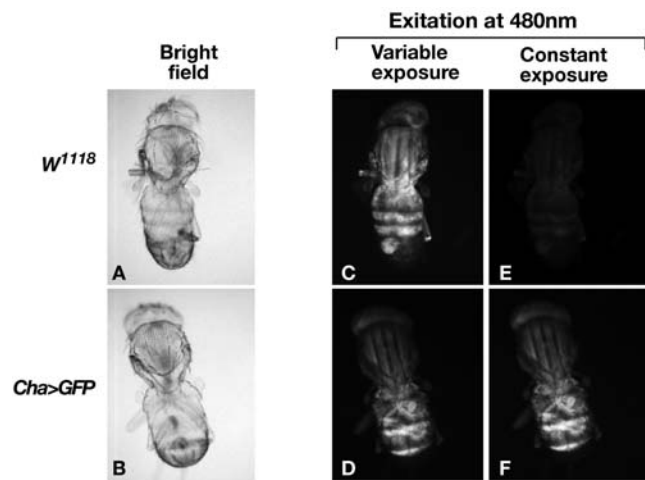 Exitation at 480nm
Bright field
Variable exposure
Constant exposure
W1118
A
C
E
Cha>GFP
B
D
F